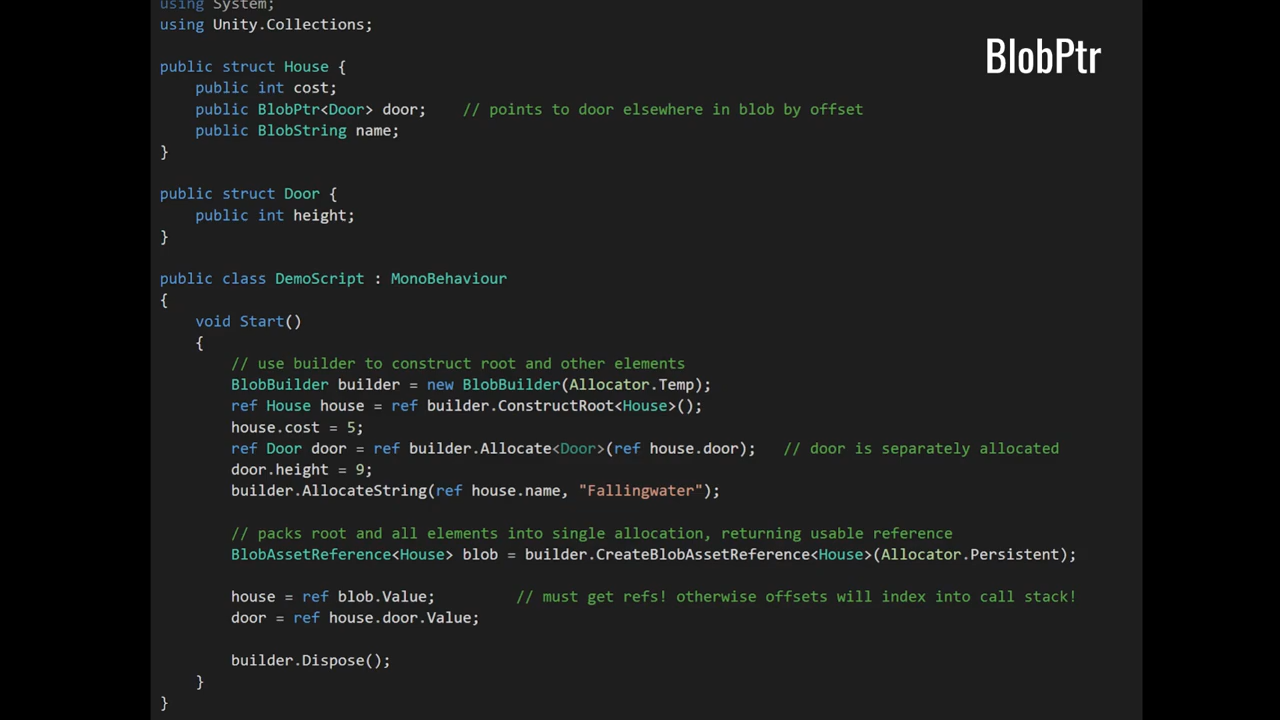 using System;
using Unity.Collections;
BlobPtr
public struct House {
public int cost;
public BlobPtr<Door> door; // points to door elsewhere in blob by offset
public BlobString name;
}
public struct Door {
public int height;
}
public class DemoScript : MonoBehaviour
{
void Start()
{
// use builder to construct root and other elements
BlobBuilder builder = new BlobBuilder(Allocator.Temp);
ref House house = ref builder.ConstructRoot<House>();
house.cost = 5;
ref Door door = ref builder.Allocate<Door>(ref house.door); // door is separately allocated
door.height = 9;
builder.AllocateString(ref house.name, "Fallingwater");
// packs root and all elements into single allocation, returning usable reference
BlobAssetReference<House> blob = builder.CreateBlobAssetReference<House>(Allocator.Persistent);
house = ref blob.Value; // must get refs! otherwise offsets will index into call stack!
door = ref house.door.Value;
builder.Dispose();
}
}